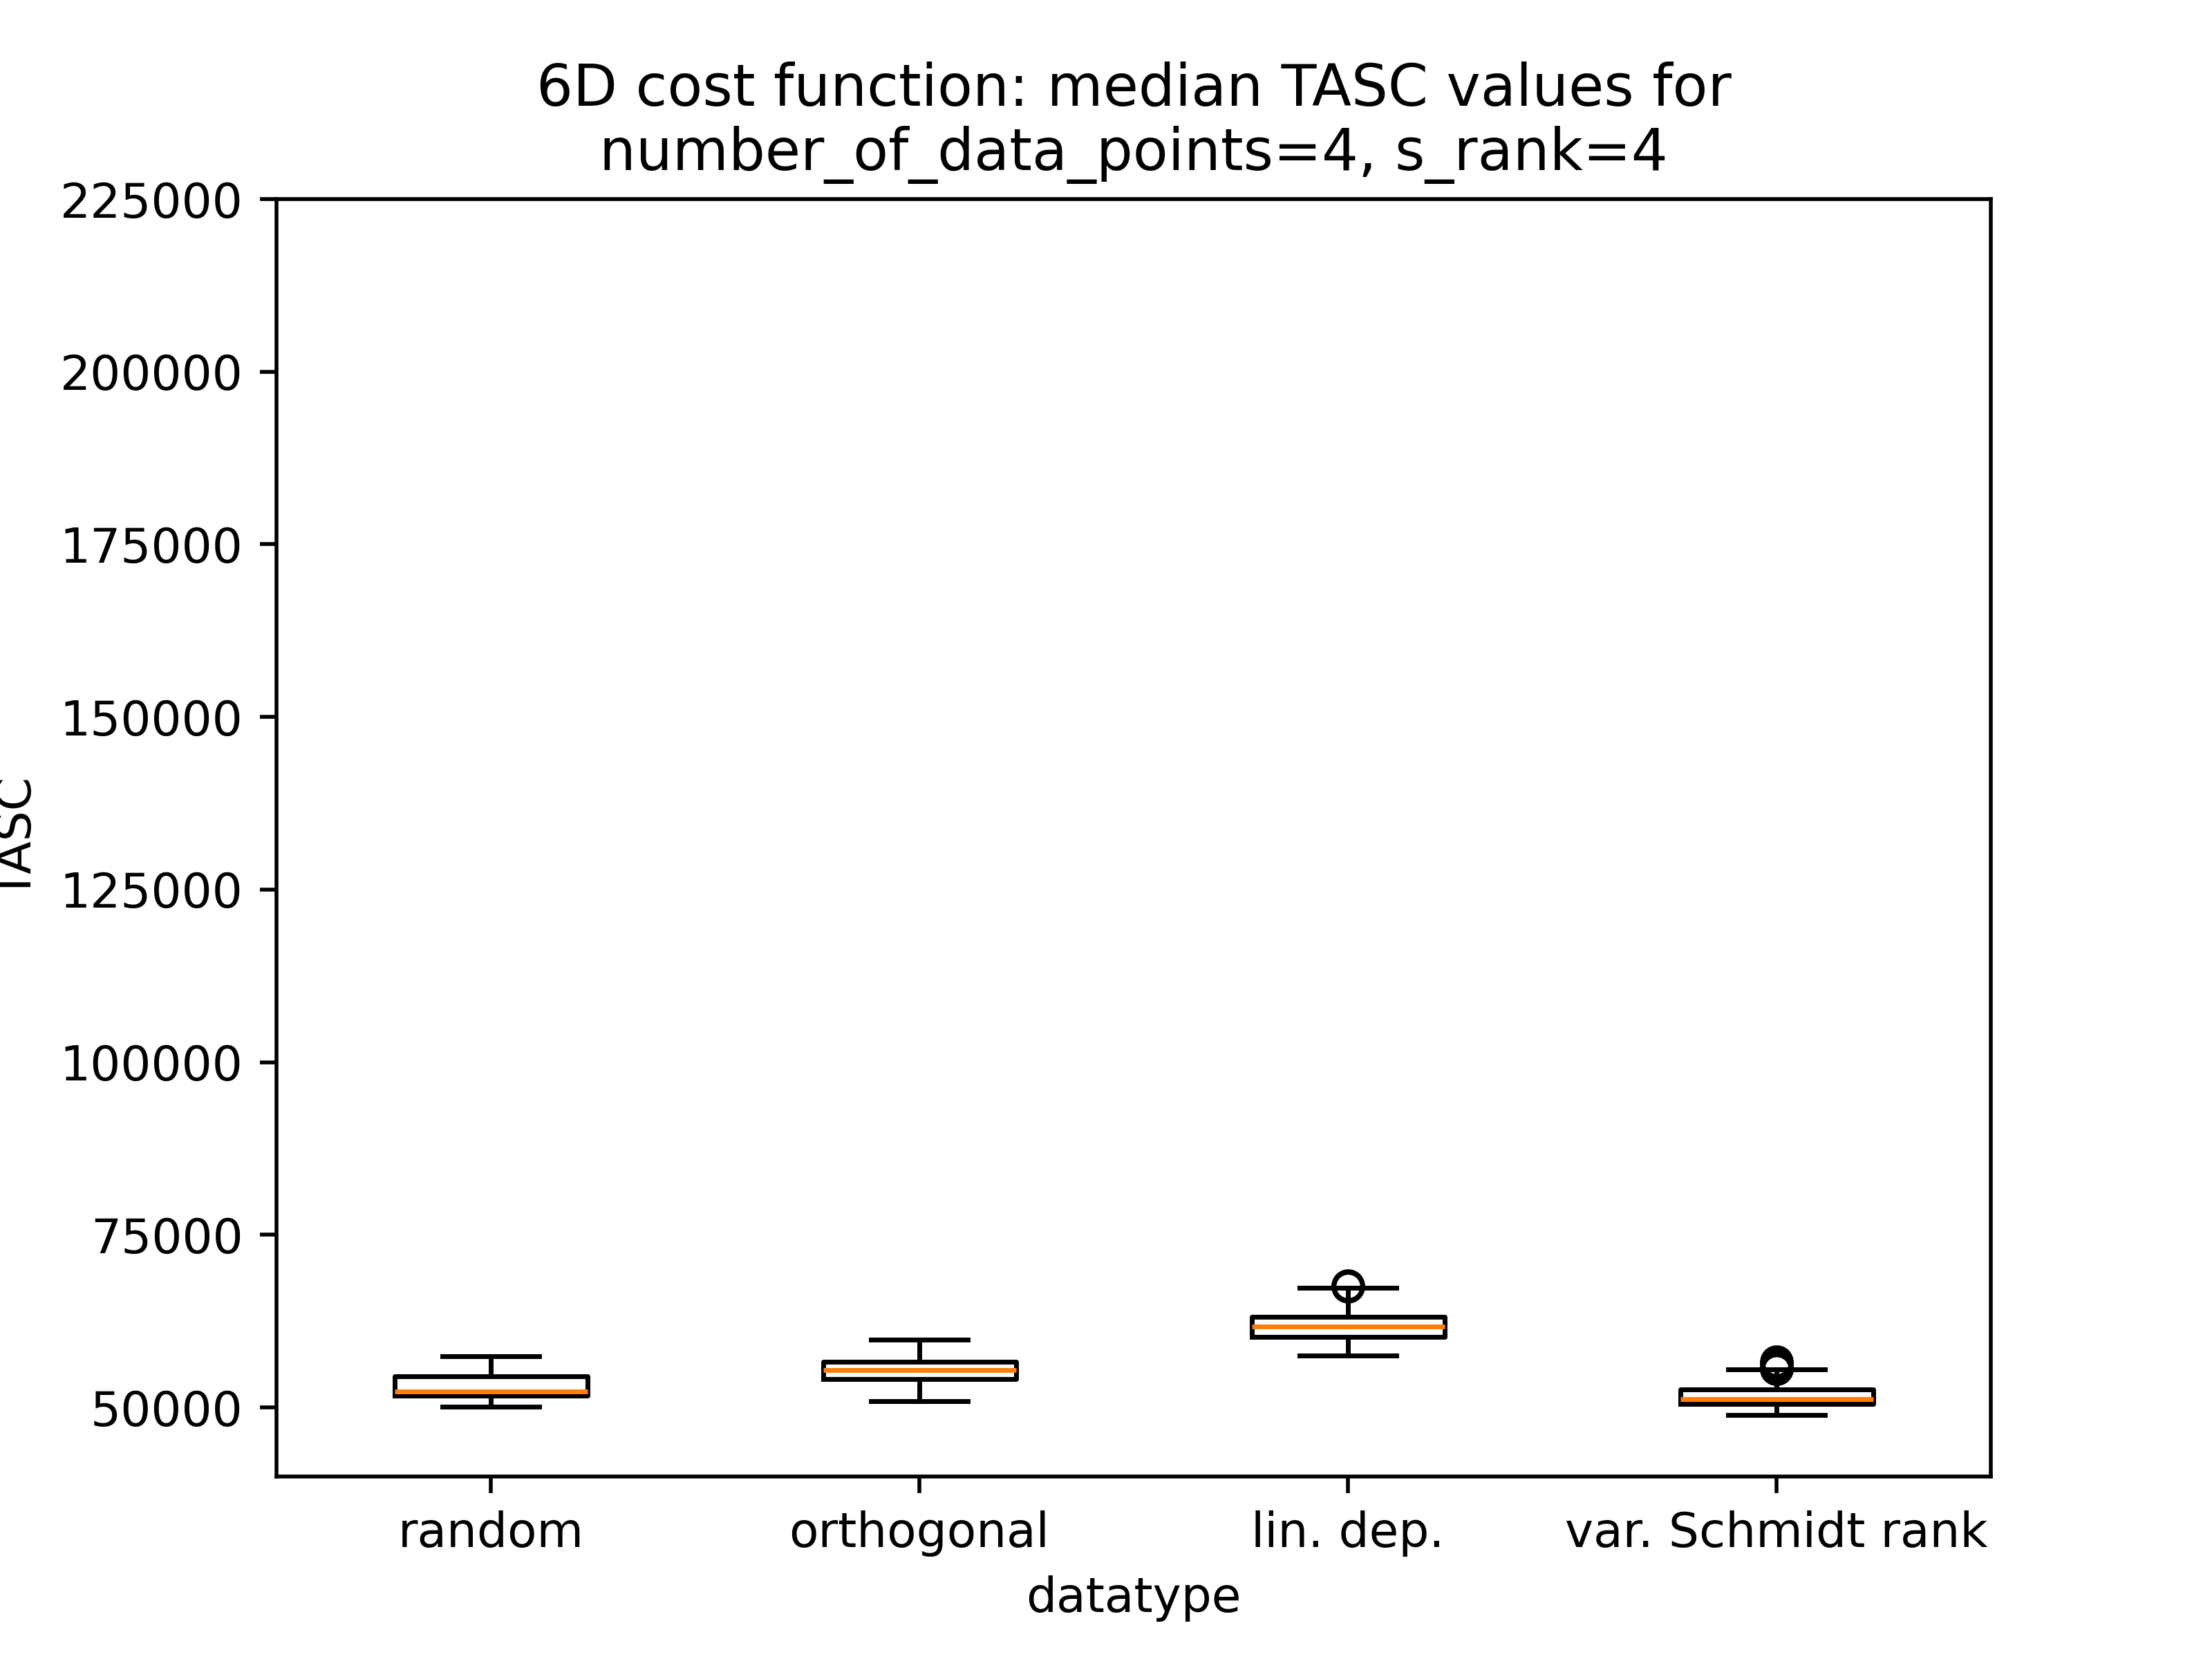 6D cost function: median TASC values for
number_of_data_points=4, s_rank=4
225000
200000
175000
150000
125000
100000
75000
50000
TASC
random
orthogonal
lin. dep.
var. Schmidt rank
datatype